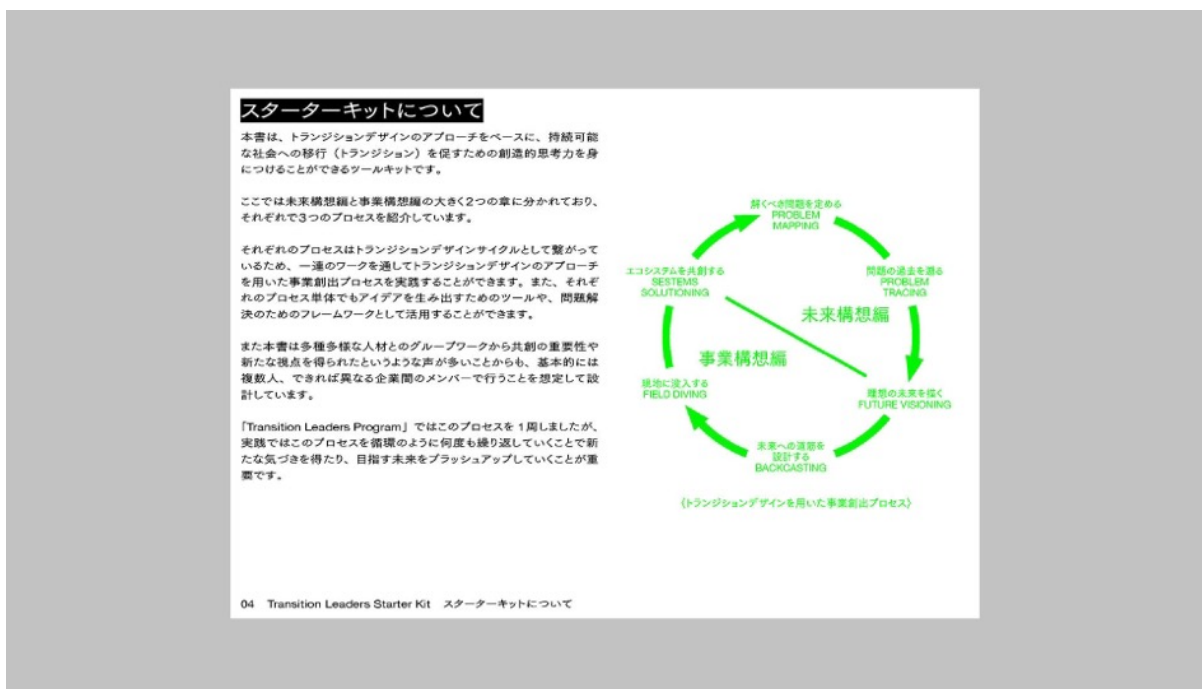 スターターキットについて
本書は、トランジションデザインのアプローチをベースに、持続可能
な社会への移行（トランジション）を促すための創造的思考力を身
につけることができるツールキットです。
ここでは未来構想編と事業構想編の大きく2つの章に分かれており、
それぞれで3つのプロセスを紹介しています。
それぞれのプロセスはトランジションデザインサイクルとして繋がって
いるため、一連のワークを通してトランジションデザインのアプローチ
を用いた事業創出プロセスを実践することができます。また、それぞ
れのプロセス単体でもアイデアを生み出すためのツールや、問題解
決のためのフレームワークとして活用することができます。
また本書は多種多様な人材とのグループワークから共創の重要性や
新たな視点を得られたというような声が多いことからも、基本的には
複数人、できれば異なる企業間のメンバーで行うことを想定して設
計しています。
「Transition Leaders Program」ではこのプロセスを1周しましたが、
実践ではこのプロセスを循環のように何度も繰り返していくことで新
たな気づきを得たり、目指す未来をブラッシュアップしていくことが重
要です。
解くべき問題を定める
PROBLEM
MAPPING
問題の過去を遡る
PROBLEM
TRACING
未来構想編
理想の未来を描く
FUTURE VISIONING
未来への道筋を
設計する
BACKCASTING
現地に没入する
FIELD DIVING
事業構想編
エコシステムを共創する
SESTEMS
SOLUTIONING
〈トランジションデザインを用いた事業創出プロセス〉
04 Transition Leaders Starter Kit スターターキットについて